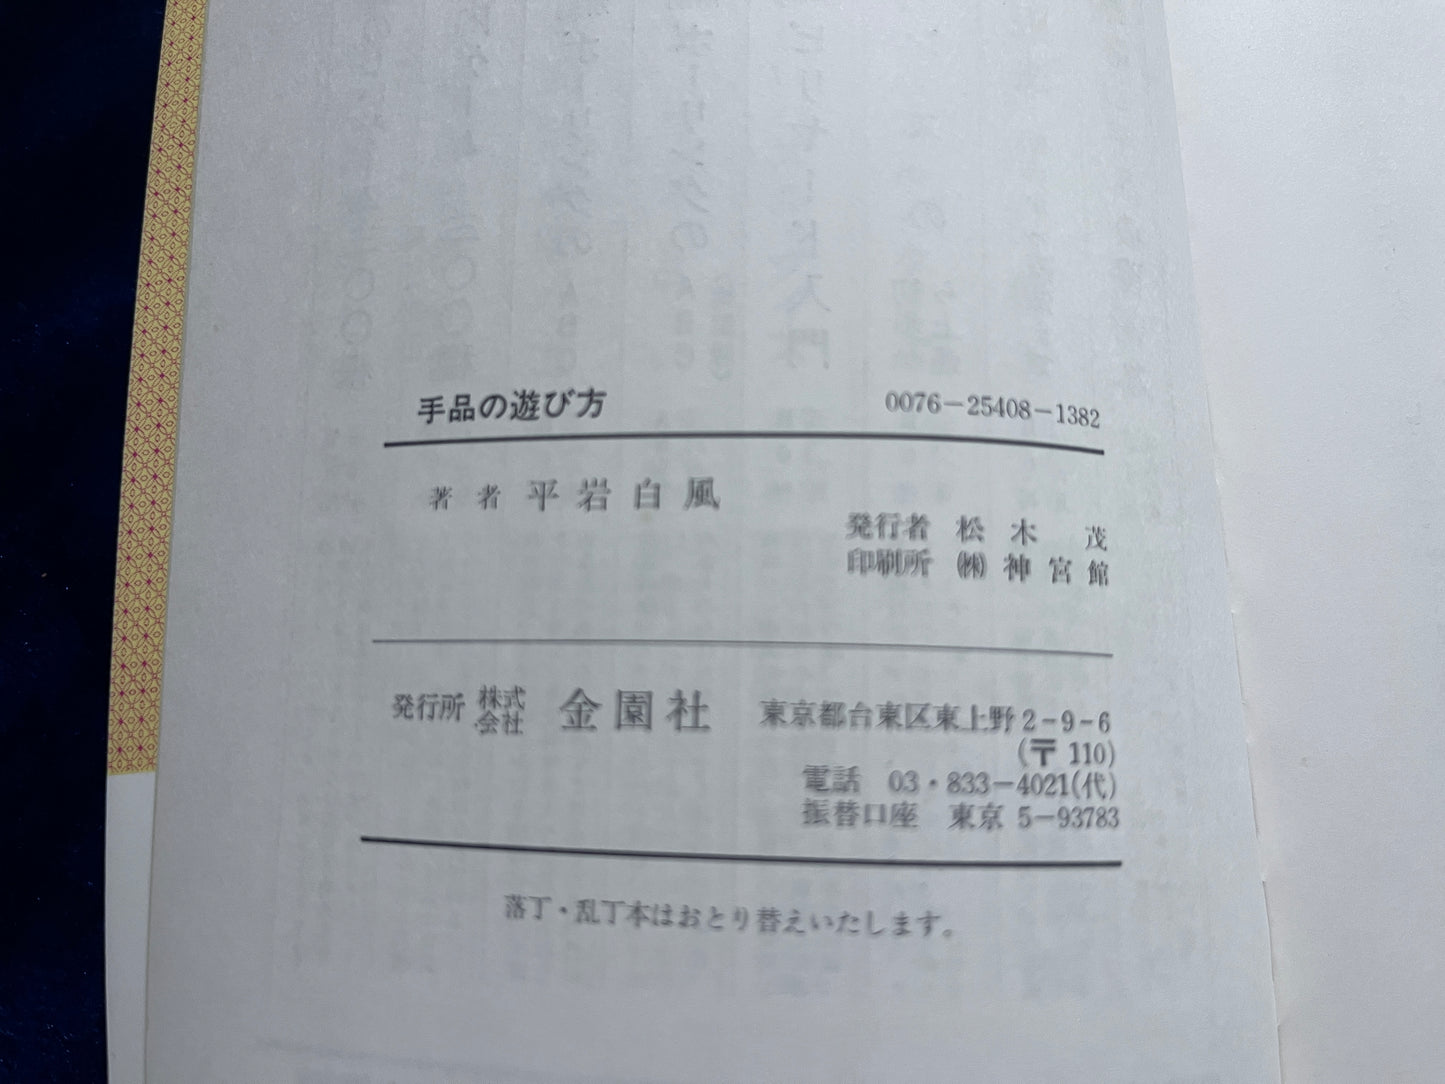 手品の遊び方 0076-25408-1382
著者 平岩白風
発行者 松木 茂
印刷所 ㈱神宮館
発行所 株式会社 金園社 東京都台東区東上野2-9-6
(〒110)
電話 03・833-4021(代)
振替口座 東京 5-93783
落丁・乱丁本はおとり替えいたします。